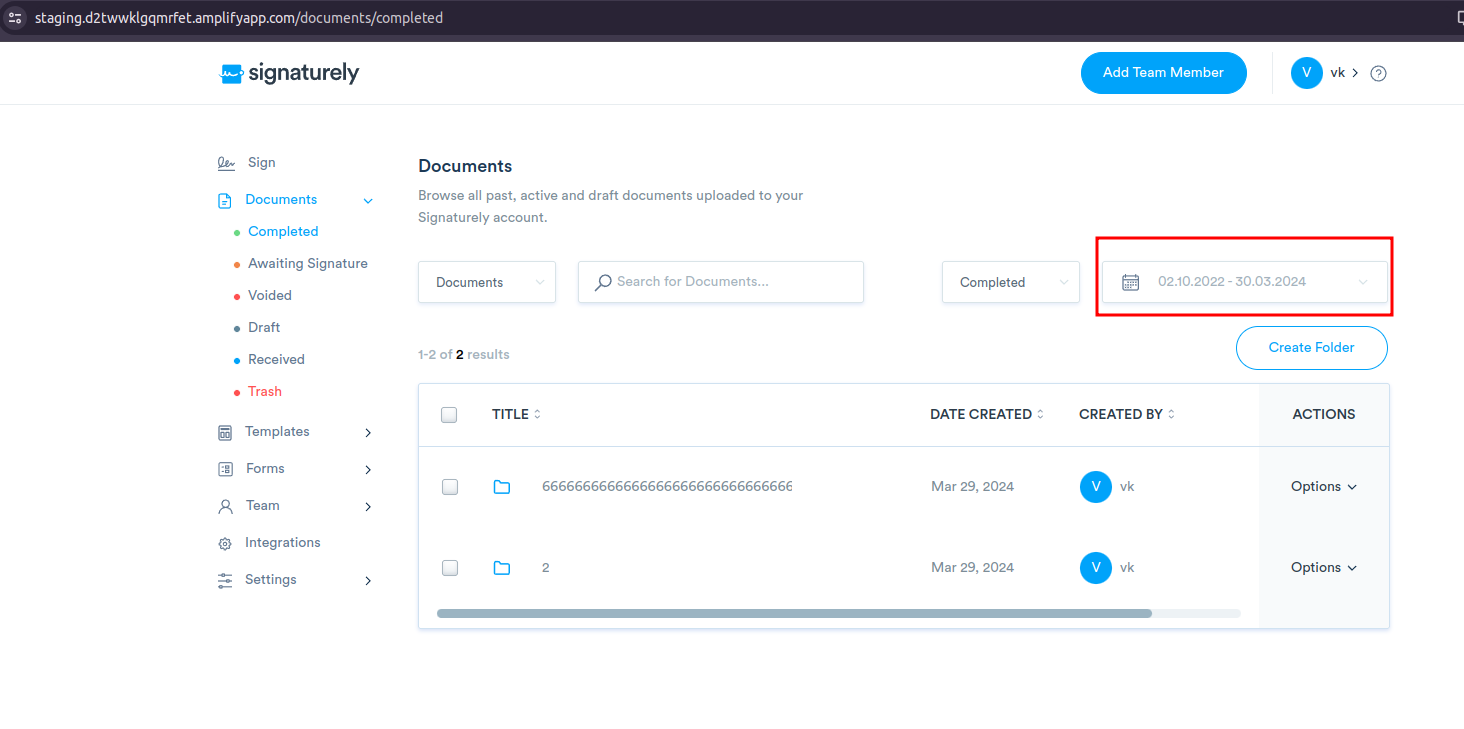 staging.d2twwklgqmrfet.amplifyapp.com/documents/completed
signaturely
Add Team Member
V vk
Sign
Documents
Completed
Awaiting Signature
Voided
Draft
Received
Trash
Templates
Forms
Team
Integrations
Settings
Documents
Browse all past, active and draft documents uploaded to your
Signaturely account.
Documents Search for Documents... Completed 02.10.2022 - 30.03.2024
1-2 of 2 results
Create Folder
TITLE DATE CREATED CREATED BY ACTIONS
66666666666666666666666666666666 Mar 29, 2024 V vk Options
2 Mar 29, 2024 V vk Options